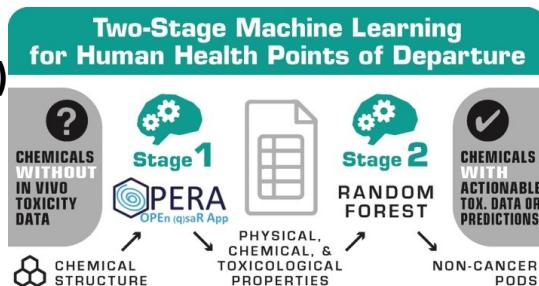 Two-Stage Machine Learning
for Human Health Points of Departure
)
?
CHEMICALS
WITHOUT
IN VIVO
TOXICITY
DATA
Stage 1
OPERA
OPEn (q)saR App
CHEMICAL
STRUCTURE
PHYSICAL,
CHEMICAL, &
TOXICOLOGICAL
PROPERTIES
Stage 2
RANDOM
FOREST
CHEMICALS
WITH
ACTIONABLE
TOX. DATA OR
PREDICTIONS
NON-CANCER
PODS